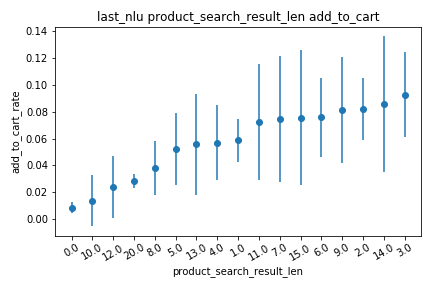 last_nlu product_search_result_len add_to_cart
0.14
0.12
0.10
0.08
0.06
0.04
0.02
0.00
add_to_cart_rate
0.0 10.0 12.0 20.0 8.0 5.0 13.0 4.0 1.0 11.0 7.0 15.0 6.0 9.0 2.0 14.0 3.0
product_search_result_len